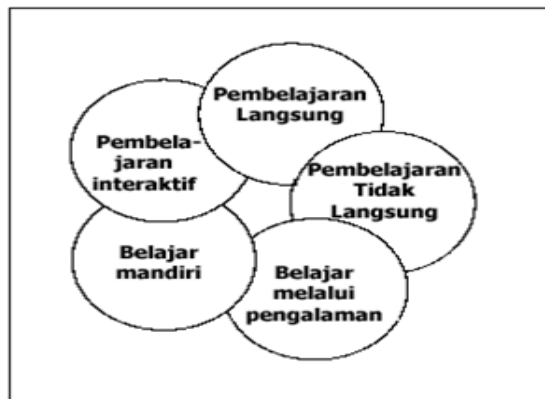 Pembelajaran
Langsung
Pembela-
jaran
interaktif
Pembelajaran
Tidak
Langsung
Belajar
mandiri
Belajar
melalui
pengalaman